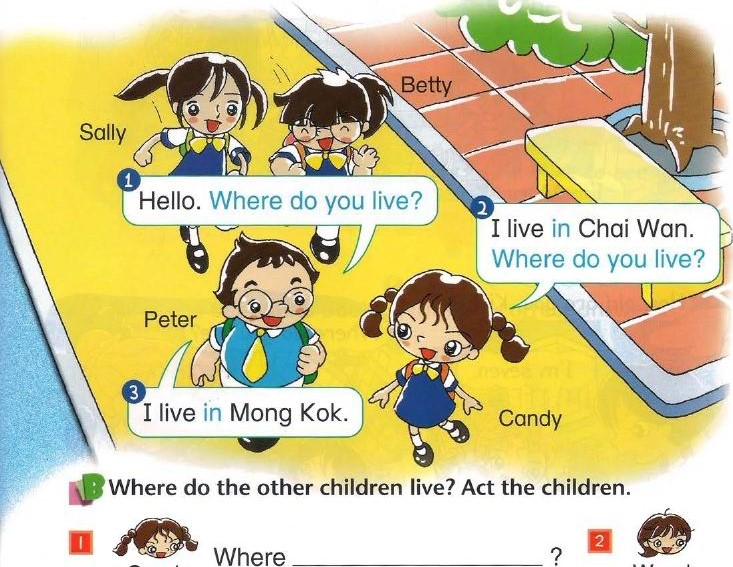 Betty
Sally
1
Hello. Where do you live?
2
I live in Chai Wan.
Where do you live?
Peter
3
I live in Mong Kok.
Candy
B Where do the other children live? Act the children.
1
Where ____________________ ?
2